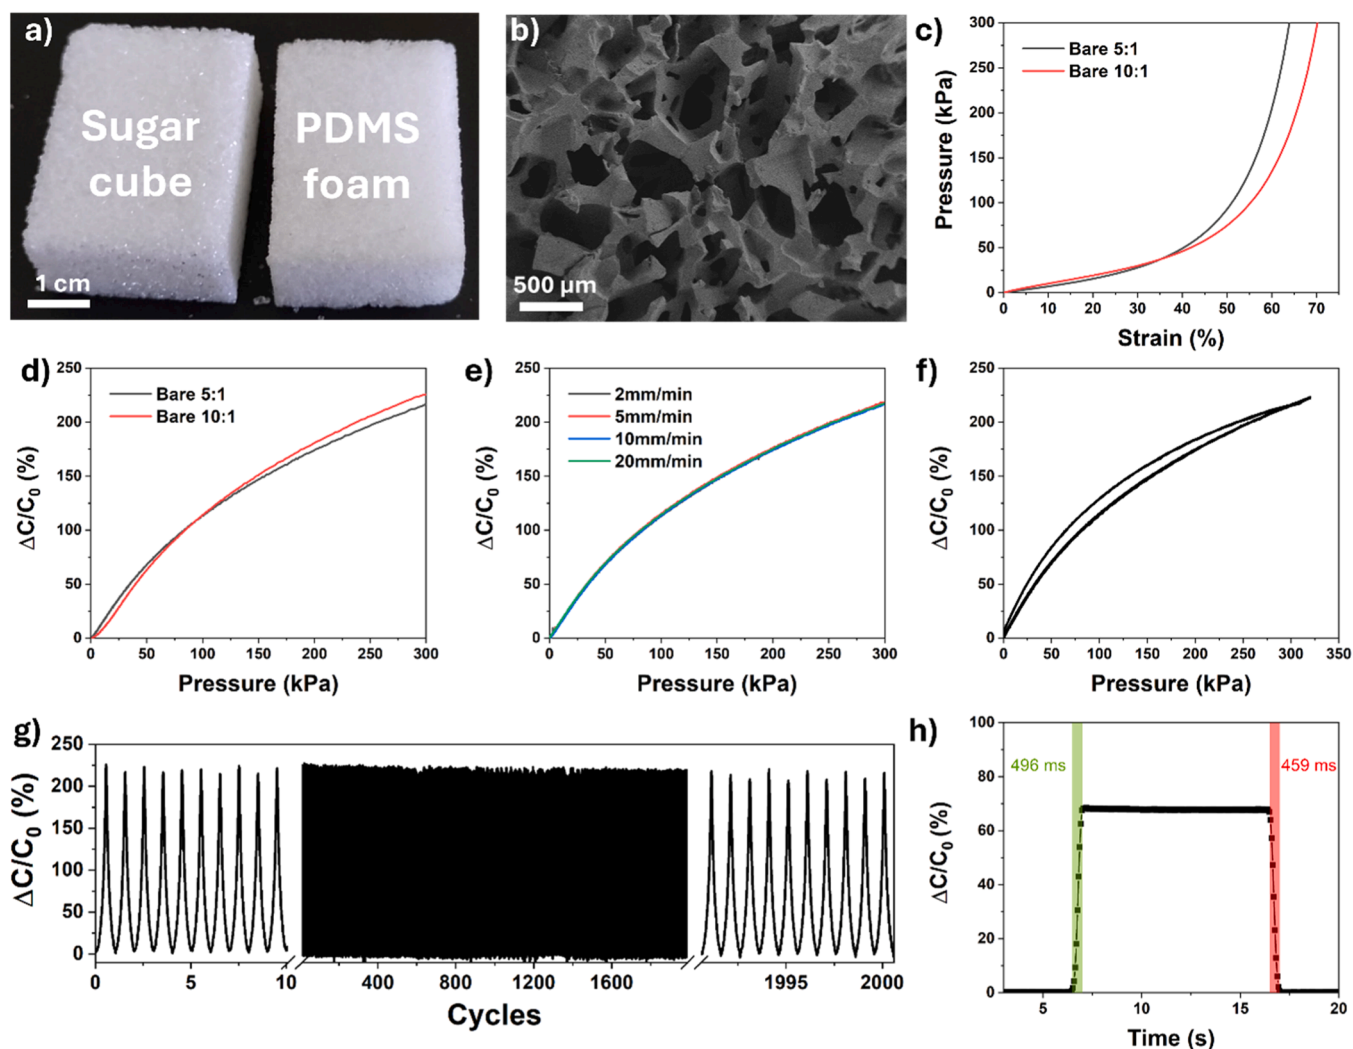 a)
Sugar
cube
PDMS
foam
1 cm
b)
500 µm
c)
Pressure (kPa)
300
250
200
150
100
50
0
Bare 5:1
Bare 10:1
0 10 20 30 40 50 60 70
Strain (%)
d)
ΔC/C0 (%)
250
200
150
100
50
0
Bare 5:1
Bare 10:1
0 50 100 150 200 250 300
Pressure (kPa)
e)
ΔC/C0 (%)
250
200
150
100
50
0
2mm/min
5mm/min
10mm/min
20mm/min
0 50 100 150 200 250 300
Pressure (kPa)
f)
ΔC/C0 (%)
250
200
150
100
50
0
0 50 100 150 200 250 300 350
Pressure (kPa)
g)
ΔC/C0 (%)
250
200
150
100
50
0
0 5 10 400 800 1200 1600 1995 2000
Cycles
h)
ΔC/C0 (%)
100
80
60
40
20
0
496 ms
459 ms
5 10 15 20
Time (s)